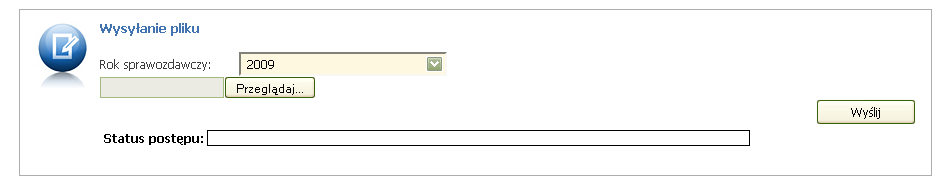 Wysyłanie pliku
Rok sprawozdawczy: 2009
Przeglądaj...
Wyślij
Status postępu: